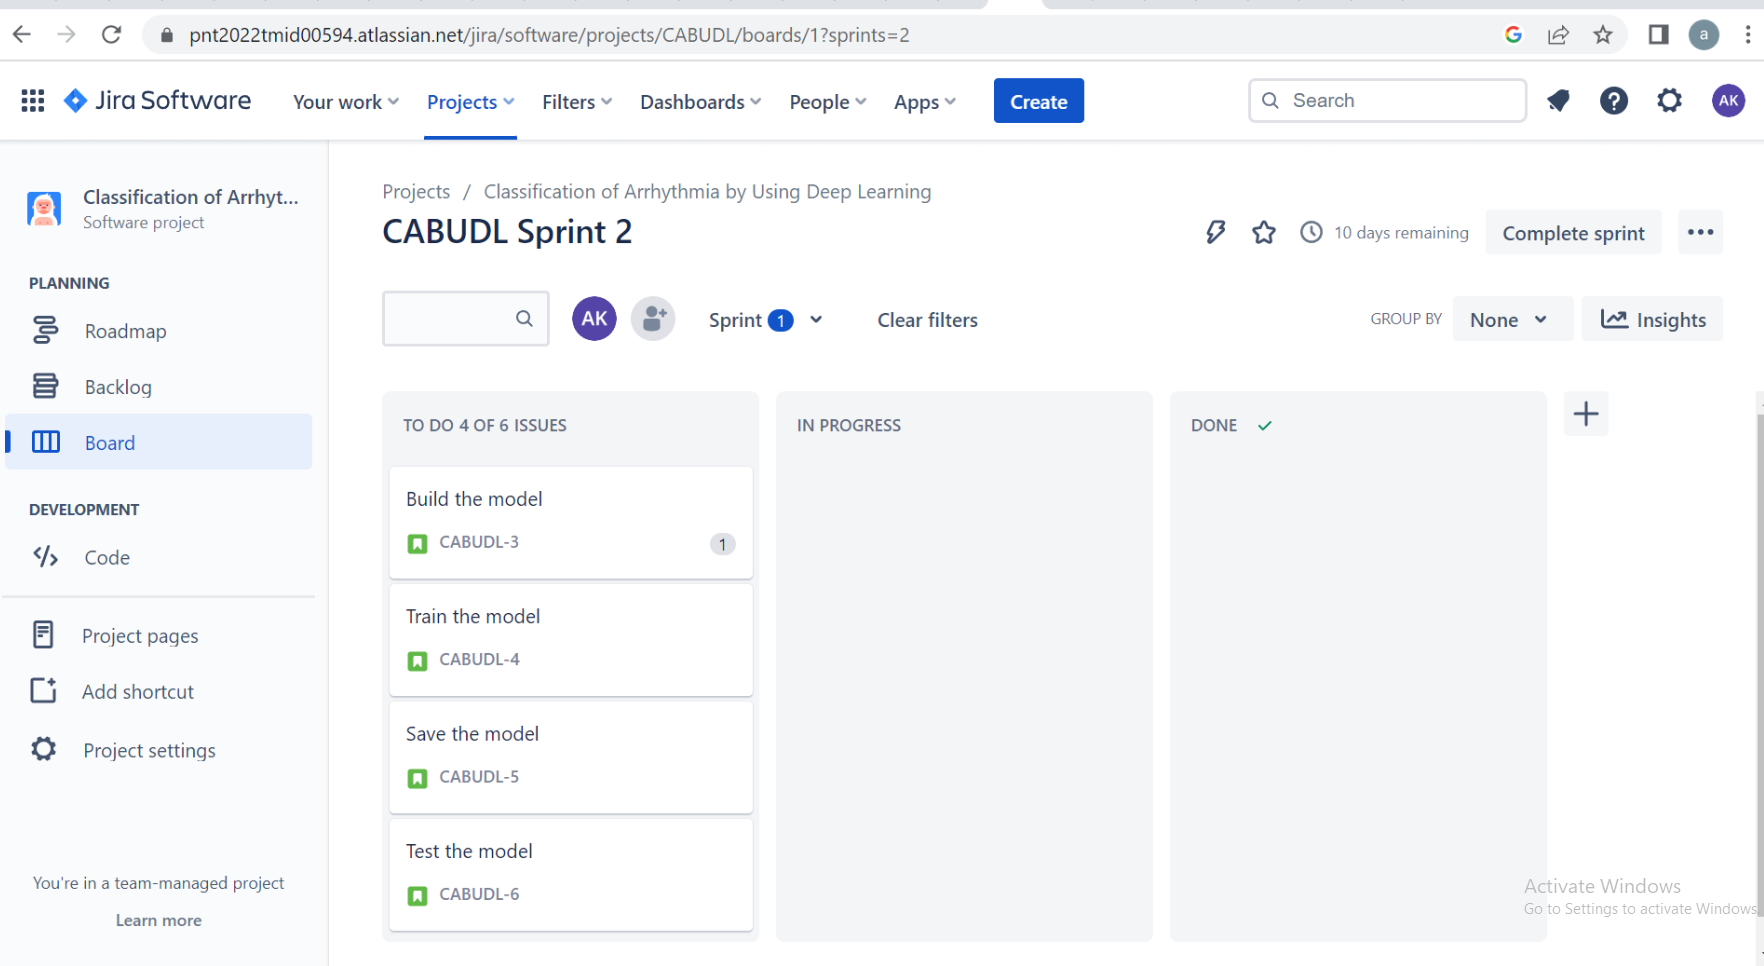 pnt2022tmid00594.atlassian.net/jira/software/projects/CABUDL/boards/1?sprints=2
a
Jira Software
Your work
Projects
Filters
Dashboards
People
Apps
Create
Search
AK
Classification of Arrhyt...
Software project
PLANNING
Roadmap
Backlog
Board
DEVELOPMENT
Code
Project pages
Add shortcut
Project settings
You're in a team-managed project
Learn more
Projects / Classification of Arrhythmia by Using Deep Learning
CABUDL Sprint 2
10 days remaining
Complete sprint
AK
Sprint 1
Clear filters
GROUP BY
None
Insights
TO DO 4 OF 6 ISSUES
Build the model
CABUDL-3
1
Train the model
CABUDL-4
Save the model
CABUDL-5
Test the model
CABUDL-6
IN PROGRESS
DONE
Activate Windows
Go to Settings to activate Windows